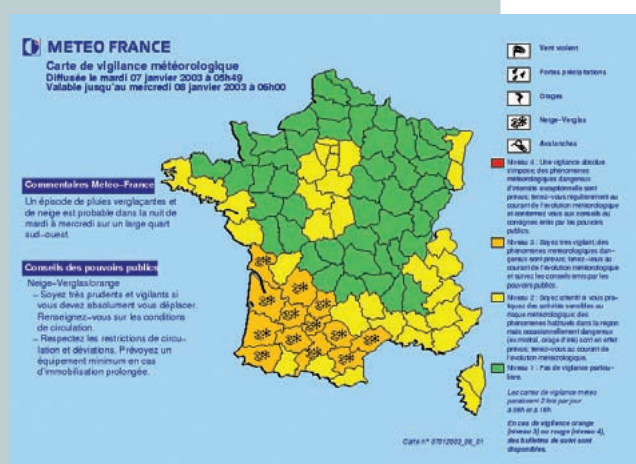 METEO FRANCE
Carte de vigilance météorologique
Diffusée le mardi 07 janvier 2003 à 05h49
Valable jusqu'au mercredi 08 janvier 2003 à 06h00
Commentaires Météo-France
Un épisode de pluies verglaçantes et
de neige est probable dans la nuit de
mardi à mercredi sur un large quart
sud-ouest.
Conseils des pouvoirs publics
Neige-Verglas/orange
- Soyez très prudents et vigilants si
vous devez absolument vous déplacer.
Renseignez-vous sur les conditions
de circulation.
- Respectez les restrictions de circu-
lation et déviations. Prévoyez un
équipement minimum en cas
d'immobilisation prolongée.
Vent violent
Fortes précipitations
Orages
Neige-Verglas
Avalanches
Niveau 4 : Une vigilance absolue
s'impose; des phénomènes
météorologiques dangereux
d'intensité exceptionnelle sont
prévus; tenez-vous régulièrement au
courant de l'évolution météorologique
et conformez vous aux conseils ou
consignes émis par les pouvoirs
publics.
Niveau 3 : Soyez très vigilant; des
phénomènes météorologiques dan-
gereux sont prévus; tenez-vous au
courant de l'évolution météorologique
et suivez les conseils émis par les
pouvoirs publics.
Niveau 2 : Soyez attentif si vous pra-
tiquez des activités sensibles au
risque météorologique; des
phénomènes habituels dans la région
mais occasionnellement dangereux
(ex mistral, orage d'été) sont en effet
prévus; tenez-vous au courant de
l'évolution météorologique.
Niveau 1 : Pas de vigilance particu-
lière.
Les cartes de vigilance météo
paraissent 2 fois par jour
à 06h et à 16h
En cas de vigilance orange
(niveau 3) ou rouge (niveau 4),
des bulletins de suivi sont
disponibles.
Carte n° 07012003_06_01